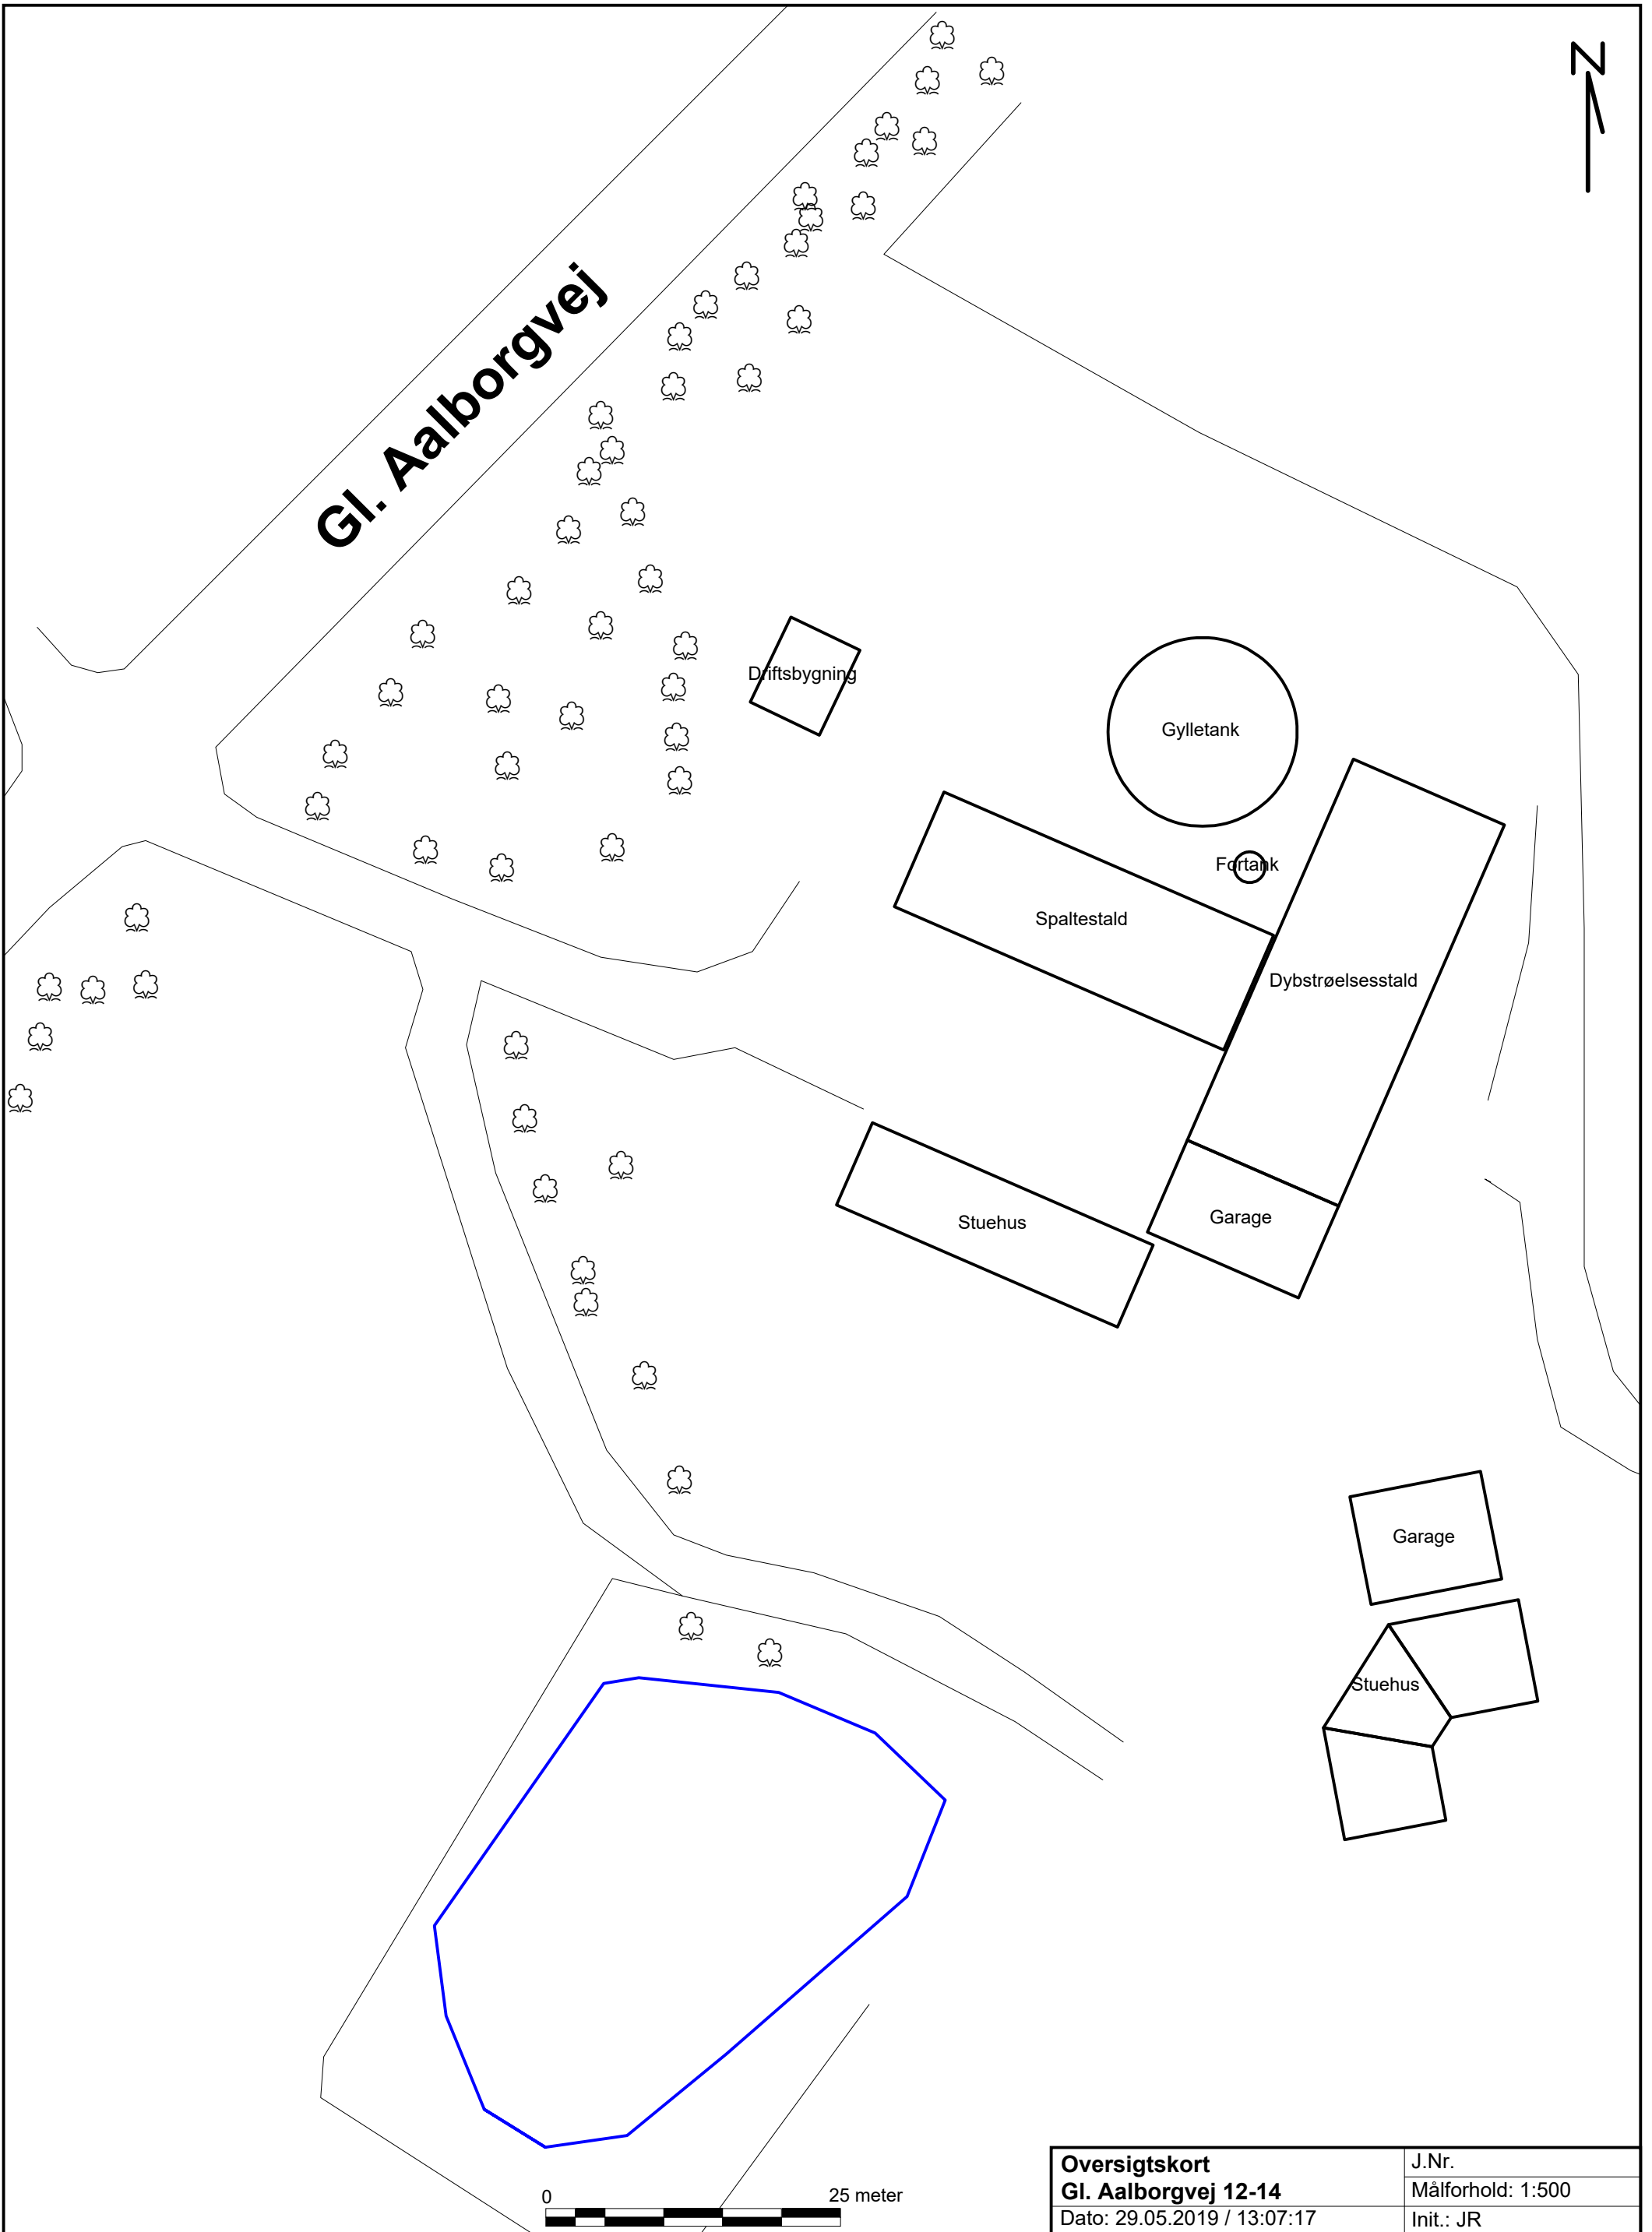 N
Gl. Aalborgvej
Driftsbygning
Gylletank
Fortank
Spaltestald
Dybstrøelsesstald
Garage
Stuehus
Garage
Stuehus
0
25 meter
Oversigtskort
Gl. Aalborgvej 12-14
Dato: 29.05.2019 / 13:07:17
J.Nr.
Målforhold: 1:500
Init.: JR